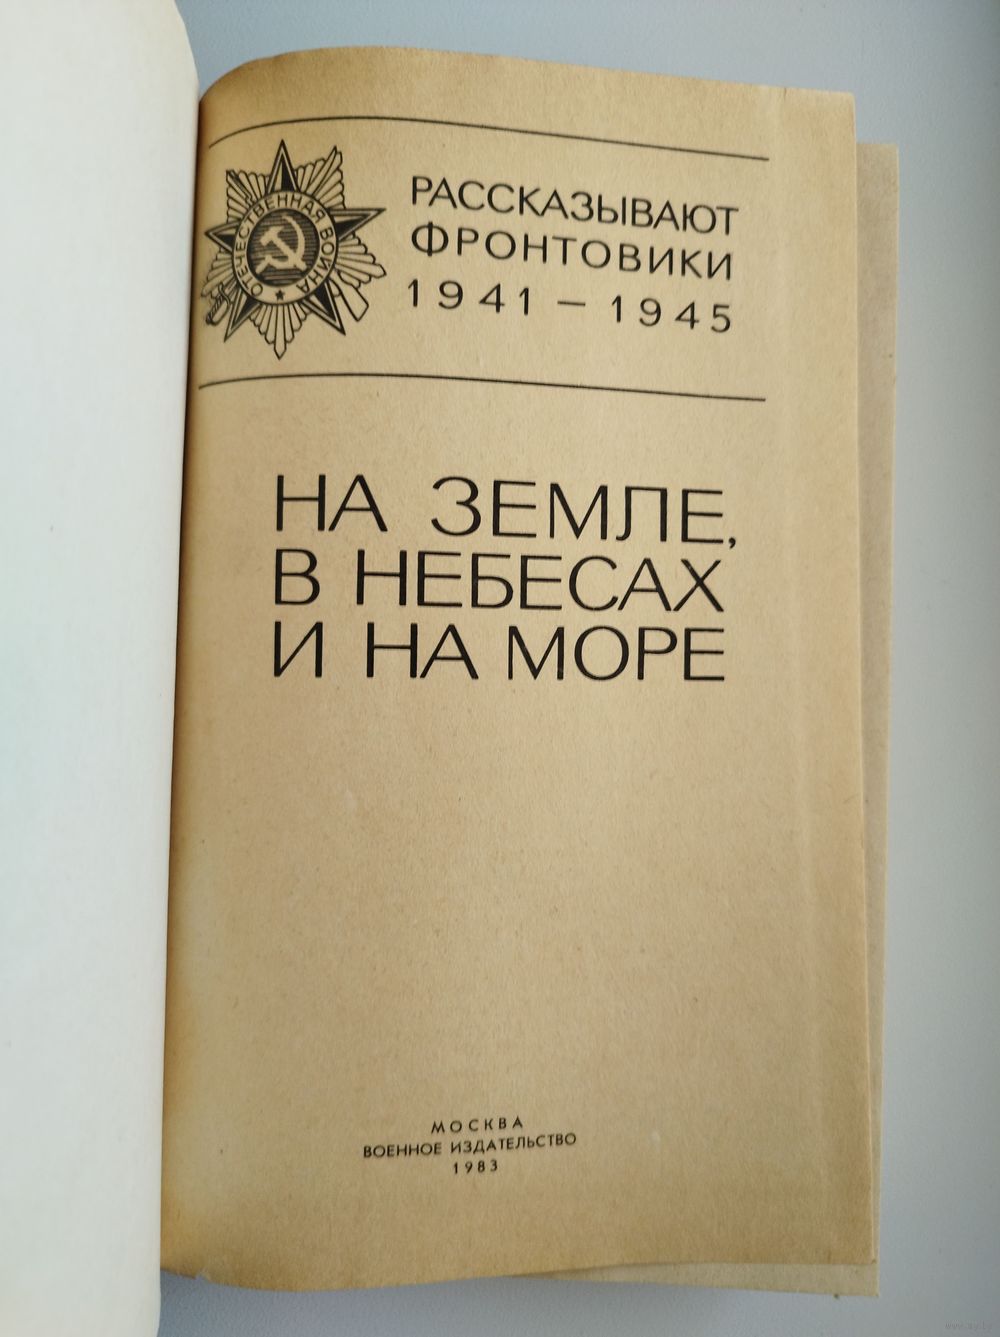 ОТЕЧЕСТВЕННАЯ ВОЙНА
РАССКАЗЫВАЮТ
ФРОНТОВИКИ
1941 — 1945
НА ЗЕМЛЕ,
В НЕБЕСАХ
И НА МОРЕ
МОСКВА
ВОЕННОЕ ИЗДАТЕЛЬСТВО
1983